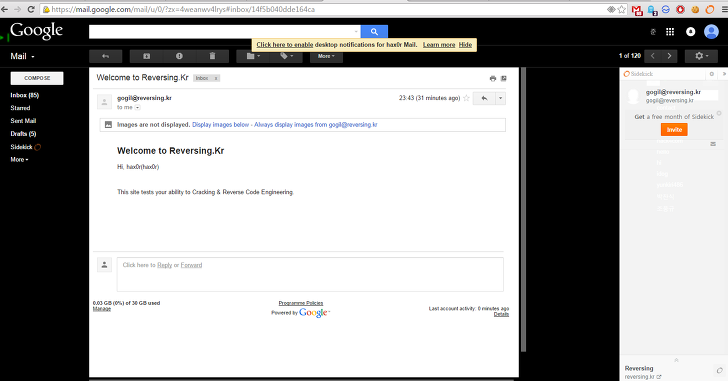 https://mail.google.com/mail/u/0/?zx=4weanwv4lrys#inbox/14f5b040dde164ca
Google
Click here to enable desktop notifications for hax0r Mail. Learn more Hide
Mail
More
1 of 120
COMPOSE
Inbox (85)
Starred
Sent Mail
Drafts (5)
Sidekick
More
Welcome to Reversing.Kr Inbox x
gogil@reversing.kr 23:43 (31 minutes ago)
to me
Images are not displayed. Display images below - Always display images from gogil@reversing.kr
Welcome to Reversing.Kr
Hi, hax0r(hax0r)
This site tests your ability to Cracking & Reverse Code Engineering.
Click here to Reply or Forward
0.03 GB (0%) of 30 GB used
Manage
Programme Policies
Powered by Google™
Last account activity: 0 minutes ago
Details
Sidekick
gogil@reversing.kr
gogil@reversing.kr
Get a free month of Sidekick
Invite
Reversing
reversing.kr